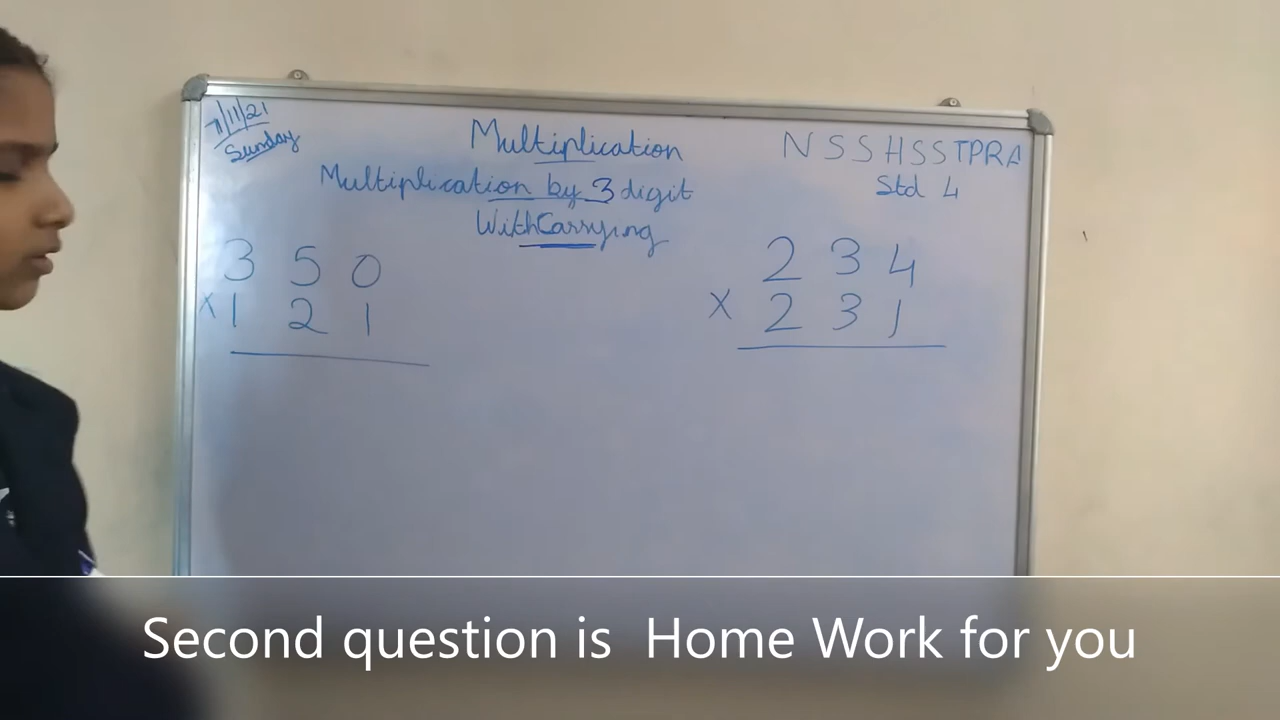 7/11/21
Sunday
Multiplication
Multiplication by 3 digit
With Carrying
N S S H S S T P R A
Std 4
3 5 0
x 1 2 1
2 3 4
x 2 3 1
Second question is Home Work for you